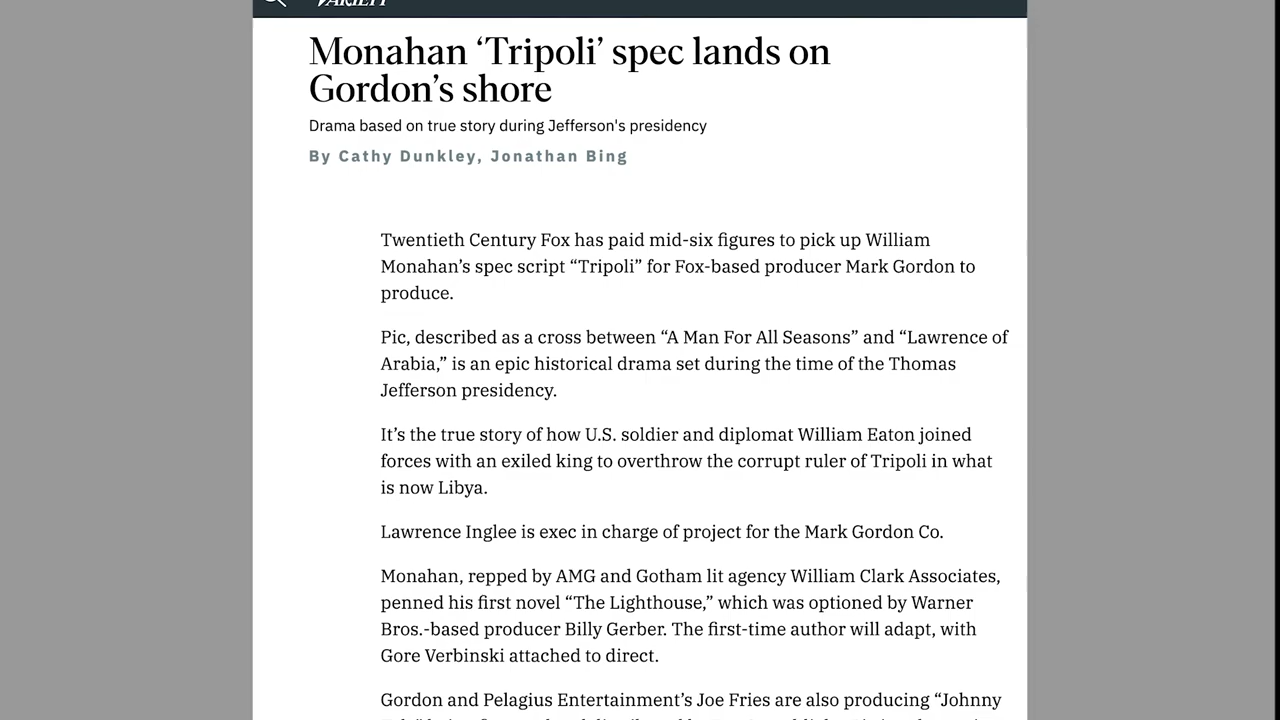 VARIETY
Monahan ‘Tripoli’ spec lands on
Gordon’s shore
Drama based on true story during Jefferson's presidency
By Cathy Dunkley, Jonathan Bing
Twentieth Century Fox has paid mid-six figures to pick up William
Monahan’s spec script “Tripoli” for Fox-based producer Mark Gordon to
produce.
Pic, described as a cross between “A Man For All Seasons” and “Lawrence of
Arabia,” is an epic historical drama set during the time of the Thomas
Jefferson presidency.
It’s the true story of how U.S. soldier and diplomat William Eaton joined
forces with an exiled king to overthrow the corrupt ruler of Tripoli in what
is now Libya.
Lawrence Inglee is exec in charge of project for the Mark Gordon Co.
Monahan, repped by AMG and Gotham lit agency William Clark Associates,
penned his first novel “The Lighthouse,” which was optioned by Warner
Bros.-based producer Billy Gerber. The first-time author will adapt, with
Gore Verbinski attached to direct.
Gordon and Pelagius Entertainment’s Joe Fries are also producing “Johnny